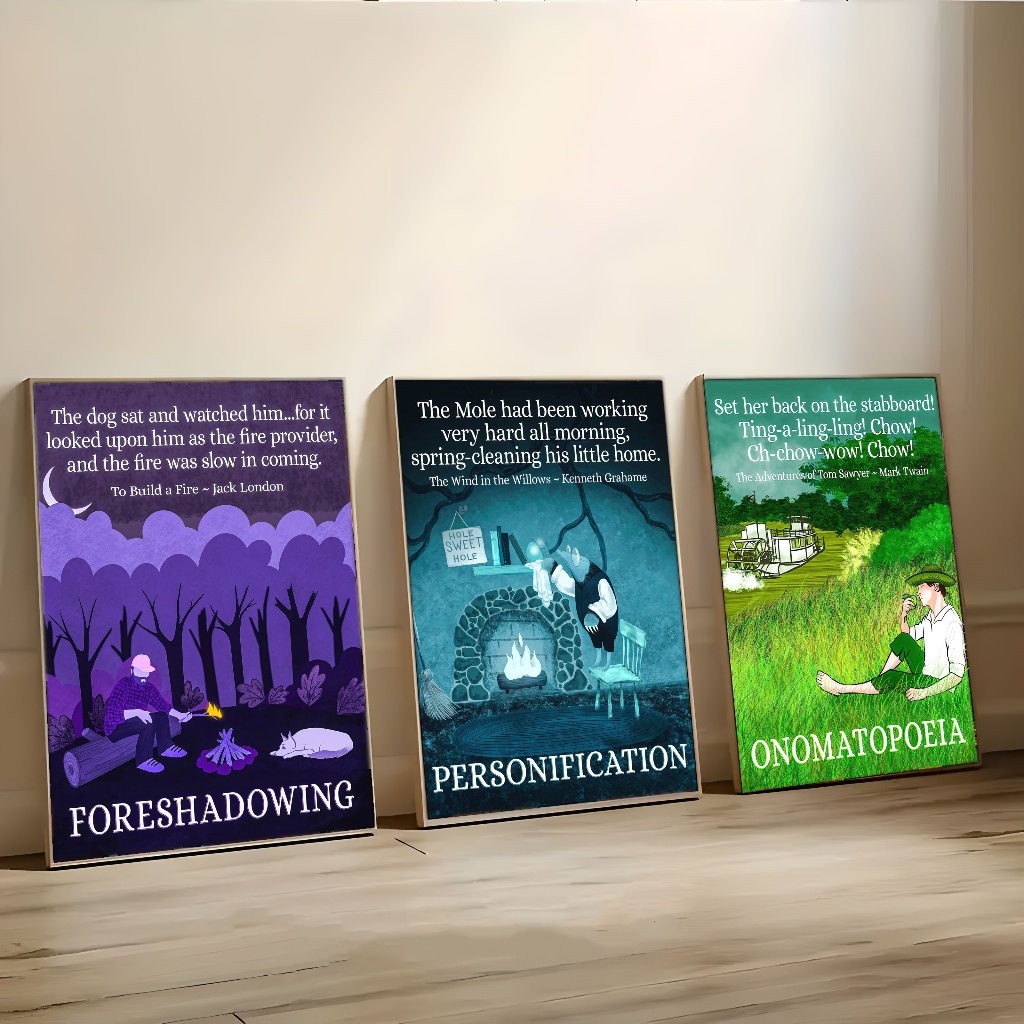 The dog sat and watched him...for it
looked upon him as the fire provider,
and the fire was slow in coming.
To Build a Fire ~ Jack London
FORESHADOWING
The Mole had been working
very hard all morning,
spring-cleaning his little home.
The Wind in the Willows ~ Kenneth Grahame
HOLE
SWEET
HOLE
PERSONIFICATION
Set her back on the stabboard!
Ting-a-ling-ling! Chow!
Ch-chow-wow! Chow!
The Adventures of Tom Sawyer ~ Mark Twain
ONOMATOPOEIA